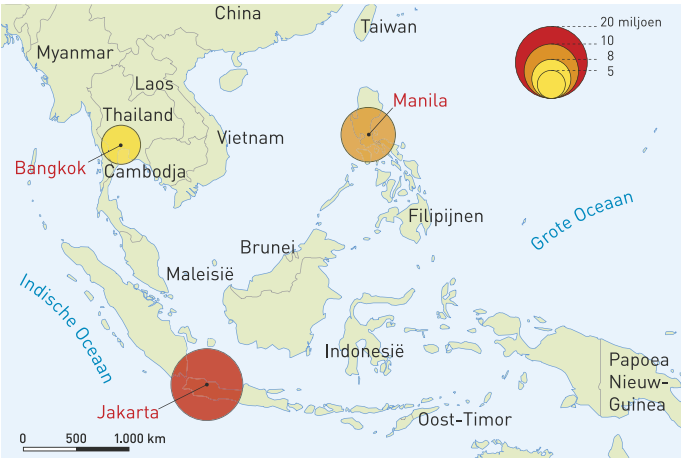 China
Taiwan
20 miljoen
10
8
5
Myanmar
Laos
Thailand
Manila
Vietnam
Bangkok
Cambodja
Filipijnen
Grote Oceaan
Brunei
Maleisië
Indische Oceaan
Indonesië
Papoea
Nieuw-
Guinea
Jakarta
Oost-Timor
0 500 1.000 km